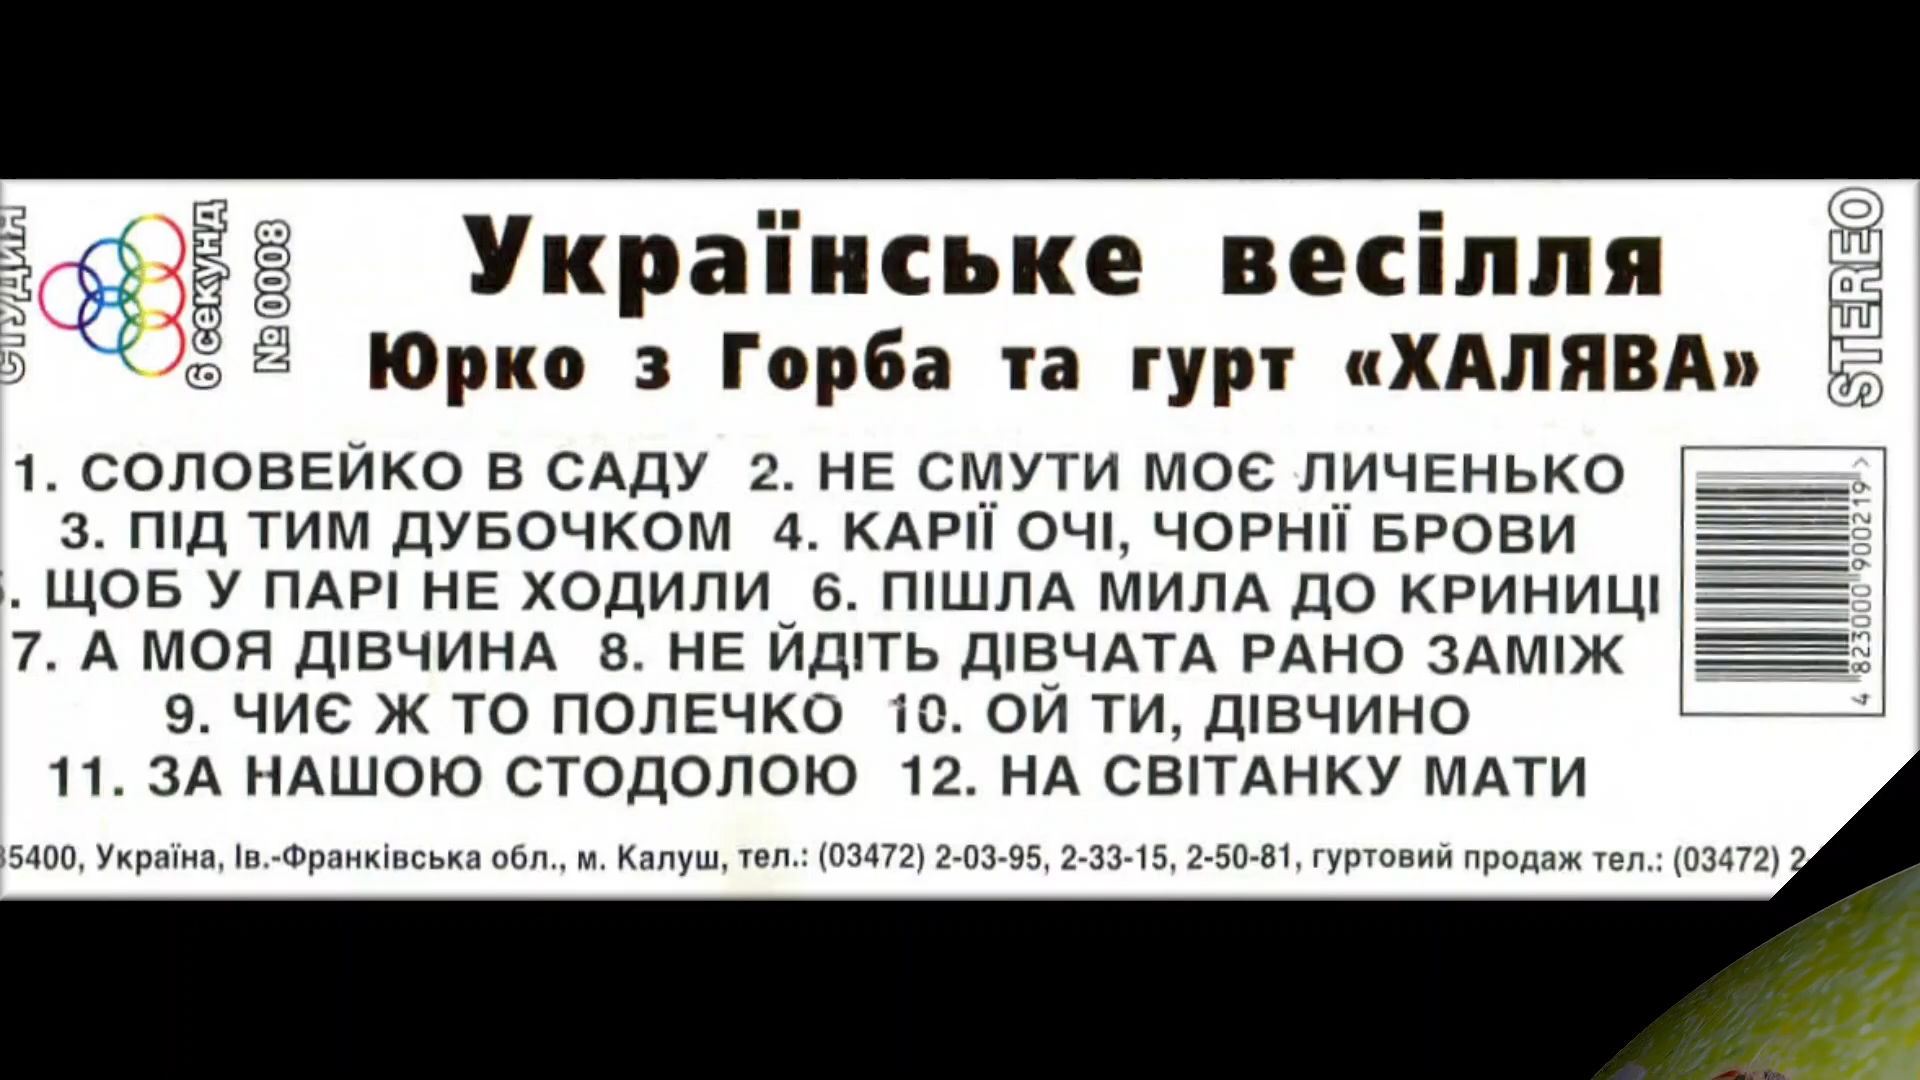 СТУДИЯ
6 секунд
№ 0008
Українське весілля
Юрко з Горба та гурт «ХАЛЯВА»
STEREO
1. СОЛОВЕЙКО В САДУ 2. НЕ СМУТИ МОЄ ЛИЧЕНЬКО
3. ПІД ТИМ ДУБОЧКОМ 4. КАРІЇ ОЧІ, ЧОРНІЇ БРОВИ
5. ЩОБ У ПАРІ НЕ ХОДИЛИ 6. ПІШЛА МИЛА ДО КРИНИЦІ
7. А МОЯ ДІВЧИНА 8. НЕ ЙДІТЬ ДІВЧАТА РАНО ЗАМІЖ
9. ЧИЄ Ж ТО ПОЛЕЧКО 10. ОЙ ТИ, ДІВЧИНО
11. ЗА НАШОЮ СТОДОЛОЮ 12. НА СВІТАНКУ МАТИ
4 823000 900219 >
5400, Україна, Ів.-Франківська обл., м. Калуш, тел.: (03472) 2-03-95, 2-33-15, 2-50-81, гуртовий продаж тел.: (03472) 2-